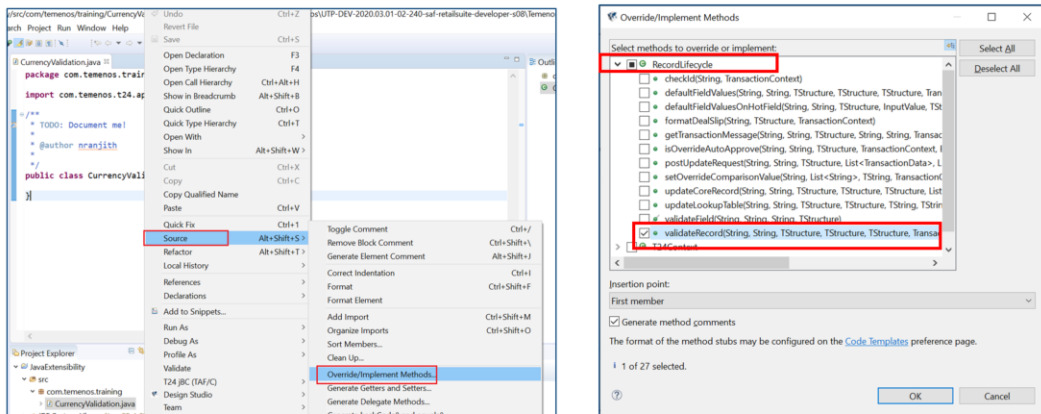 e/src/com/temenos/training/CurrencyVa
os\UTP-DEV-2020.03.01-02-240-saf-retailsuite-developer-s08\Temeno
arch Project Run Window Help
CurrencyValidation.java
package com.temenos.train
import com.temenos.t24.ap
/**
* TODO: Document me!
*
* @author nranjith
*
*/
public class CurrencyVali
}
Outli
Project Explorer
JavaExtensibility
src
com.temenos.training
CurrencyValidation.java
Undo Ctrl+Z
Revert File
Save Ctrl+S
Open Declaration F3
Open Type Hierarchy F4
Open Call Hierarchy Ctrl+Alt+H
Show in Breadcrumb Alt+Shift+B
Quick Outline Ctrl+O
Quick Type Hierarchy Ctrl+T
Open With >
Show In Alt+Shift+W >
Cut Ctrl+X
Copy Ctrl+C
Copy Qualified Name
Paste Ctrl+V
Quick Fix Ctrl+1
Source Alt+Shift+S >
Refactor Alt+Shift+T >
Local History >
References >
Declarations >
Add to Snippets...
Run As >
Debug As >
Profile As >
Validate
T24 jBC (TAF/C) >
Design Studio >
Team >
Toggle Comment Ctrl+/
Remove Block Comment Ctrl+Shift+\
Generate Element Comment Alt+Shift+J
Correct Indentation Ctrl+I
Format Ctrl+Shift+F
Format Element
Add Import Ctrl+Shift+M
Organize Imports Ctrl+Shift+O
Sort Members...
Clean Up...
Override/Implement Methods...
Generate Getters and Setters...
Generate Delegate Methods...
Override/Implement Methods
Select methods to override or implement:
Select All
Deselect All
RecordLifecycle
checkId(String, TransactionContext)
defaultFieldValues(String, String, TStructure, TStructure, TStructure, Tran
defaultFieldValuesOnHotField(String, String, TStructure, InputValue, TSt
formatDealSlip(String, TStructure, TransactionContext)
getTransactionMessage(String, String, TStructure, String, String, Transac
isOverrideAutoApprove(String, String, TStructure, TransactionContext, 
postUpdateRequest(String, String, TStructure, List<TransactionData>, L
setOverrideComparisonValue(String, List<String>, TString, Transaction
updateCoreRecord(String, String, TStructure, TStructure, TStructure, List
updateLookupTable(String, String, TStructure, TStructure, TString, TStrin
validateField(String, String, String, TStructure)
validateRecord(String, String, TStructure, TStructure, TStructure, Transa
T24Context
Insertion point:
First member
Generate method comments
The format of the method stubs may be configured on the Code Templates preference page.
1 of 27 selected.
OK
Cancel